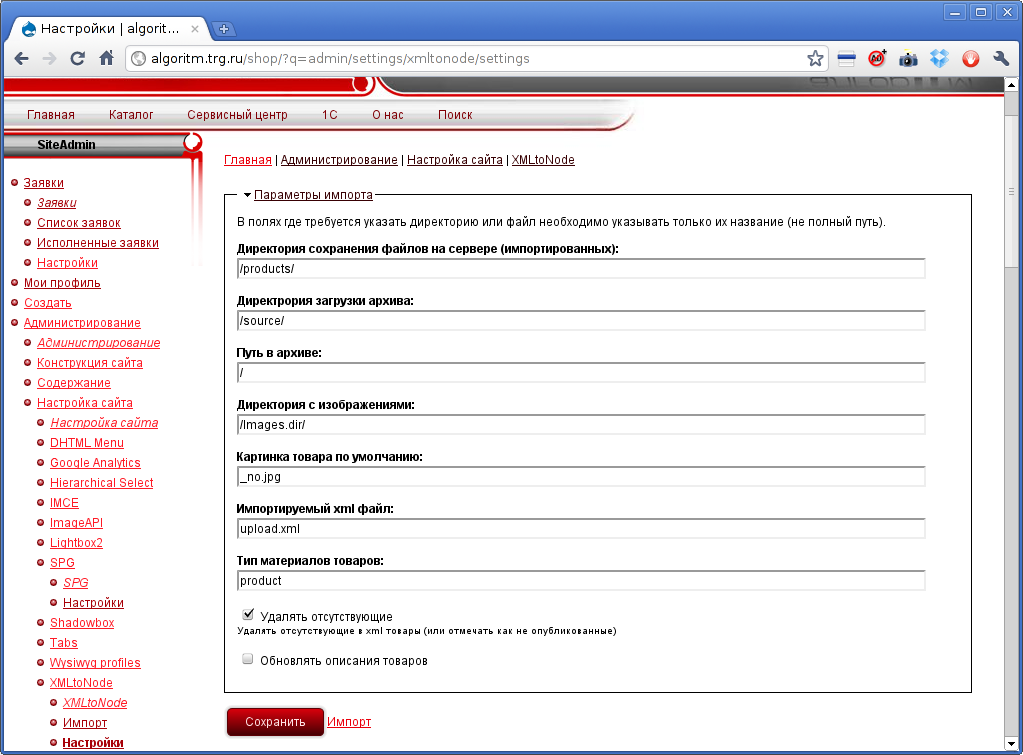 Настройки | algorit...
algoritm.trg.ru/shop/?q=admin/settings/xmltonode/settings
Главная Каталог Сервисный центр 1С О нас Поиск
SiteAdmin
Заявки
Заявки
Список заявок
Исполненные заявки
Настройки
Мои профиль
Создать
Администрирование
Администрирование
Конструкция сайта
Содержание
Настройка сайта
Настройка сайта
DHTML Menu
Google Analytics
Hierarchical Select
IMCE
ImageAPI
Lightbox2
SPG
SPG
Настройки
Shadowbox
Tabs
Wysiwyg profiles
XMLtoNode
XMLtoNode
Импорт
Настройки
Главная | Администрирование | Настройка сайта | XMLtoNode
Параметры импорта
В полях где требуется указать директорию или файл необходимо указывать только их название (не полный путь).
Директория сохранения файлов на сервере (импортированных):
/products/
Директрория загрузки архива:
/source/
Путь в архиве:
/
Директория с изображениями:
/Images.dir/
Картинка товара по умолчанию:
_no.jpg
Импортируемый xml файл:
upload.xml
Тип материалов товаров:
product
Удалять отсутствующие
Удалять отсутствующие в xml товары (или отмечать как не опубликованные)
Обновлять описания товаров
Сохранить Импорт